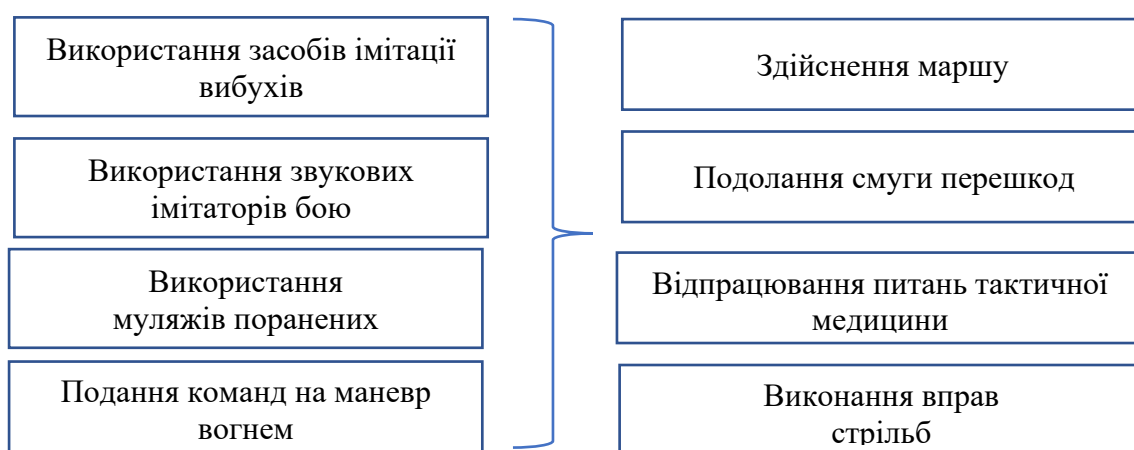 Використання засобів імітації
вибухів
Використання звукових
імітаторів бою
Використання
муляжів поранених
Подання команд на маневр
вогнем
Здійснення маршу
Подолання смуги перешкод
Відпрацювання питань тактичної
медицини
Виконання вправ
стрільб